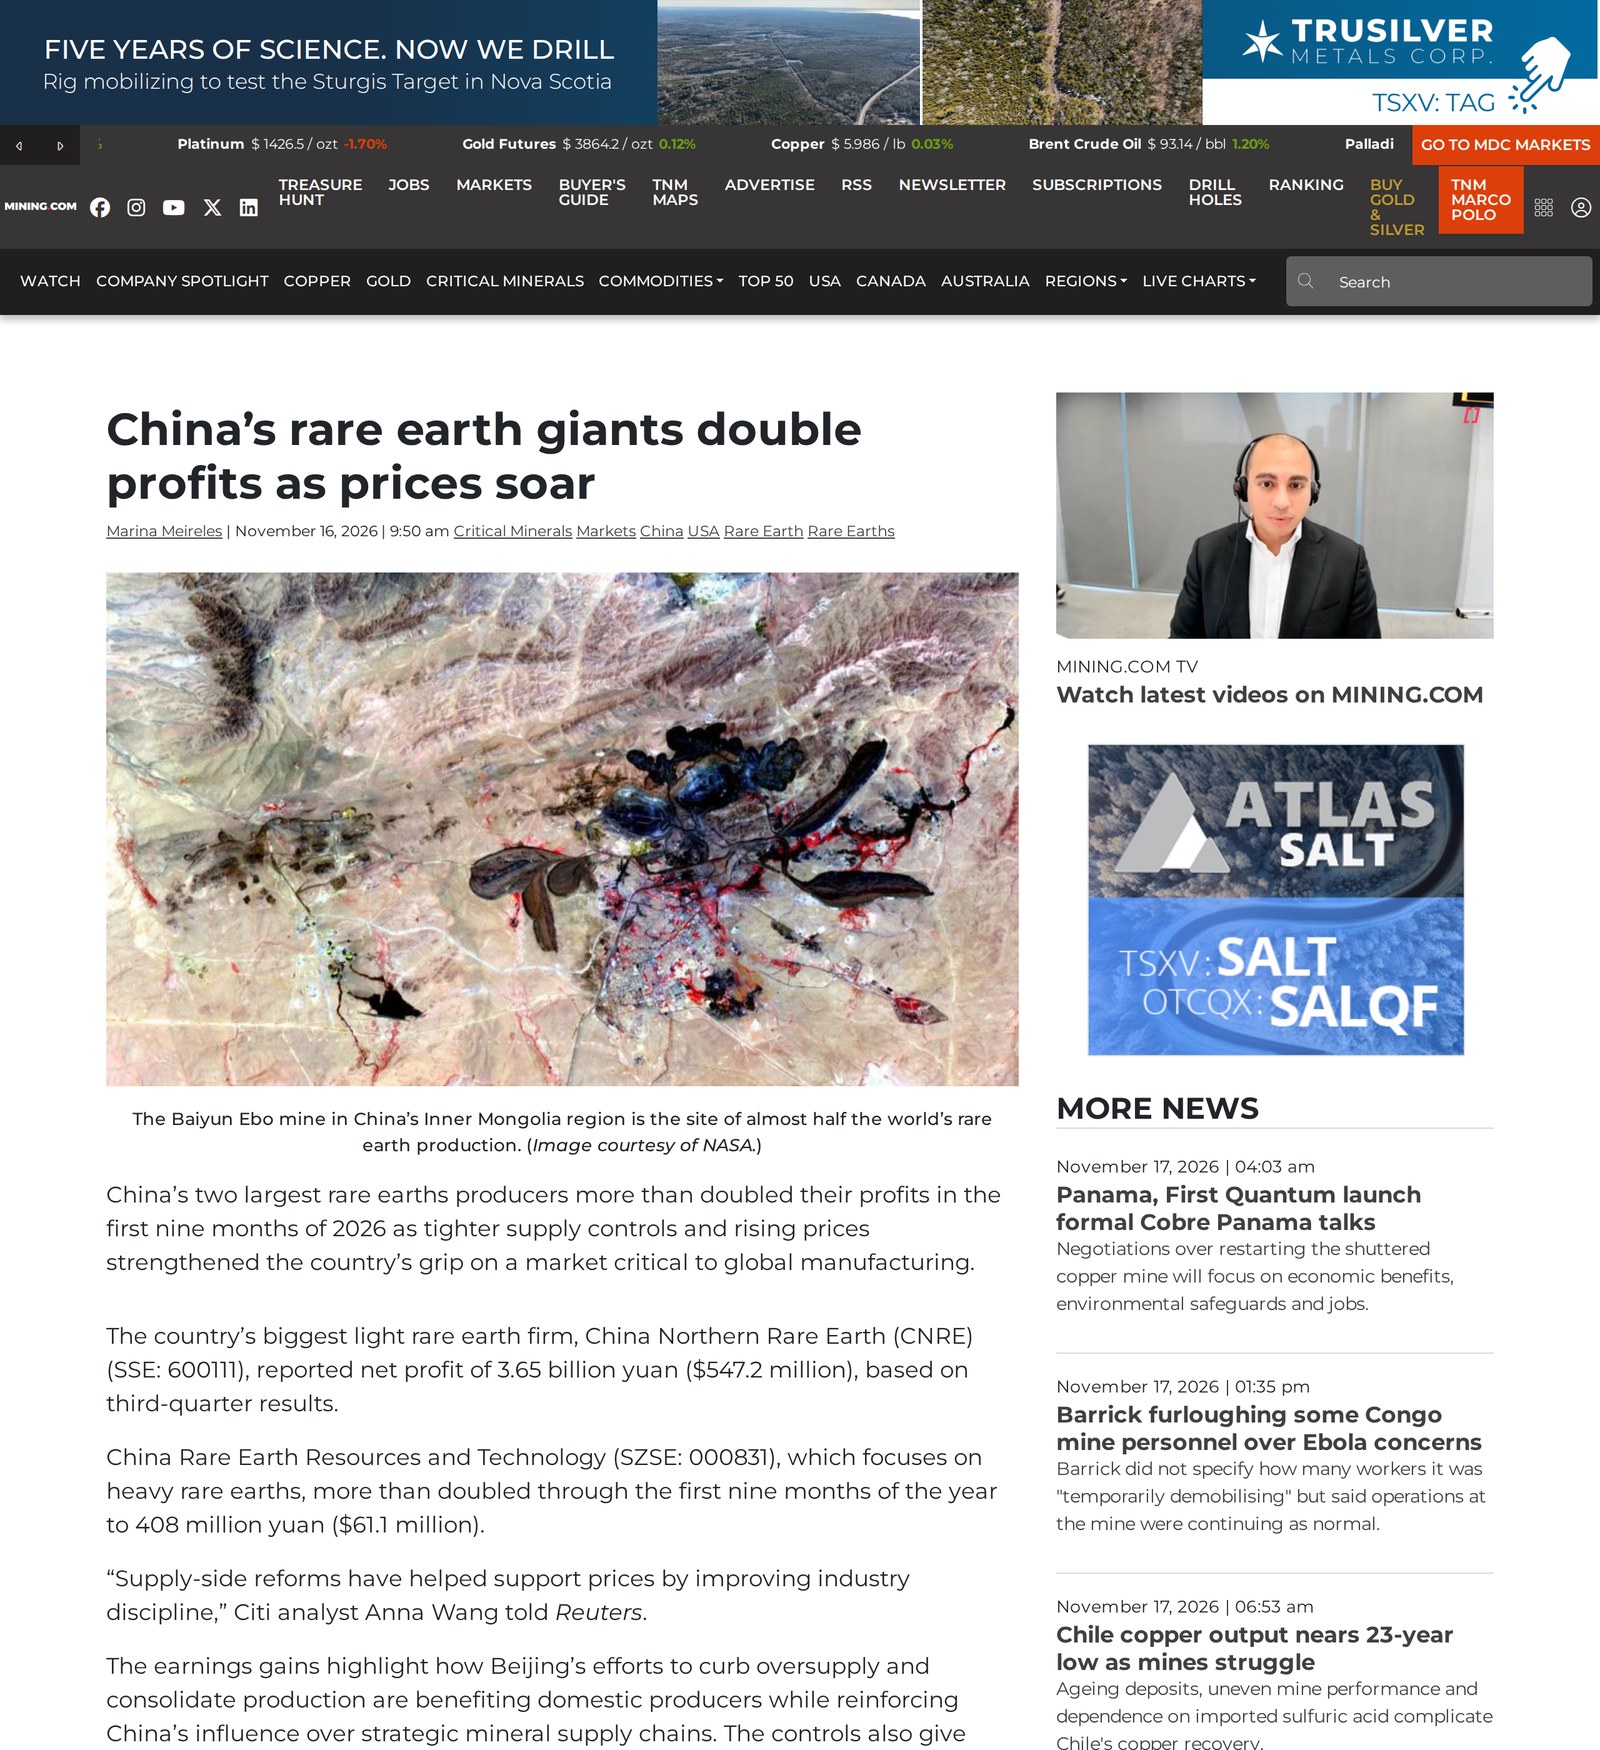 FIVE YEARS OF SCIENCE. NOW WE DRILL
Rig mobilizing to test the Sturgis Target in Nova Scotia
TRUSILVER
METALS CORP.
TSXV: TAG
Platinum $ 1426.5 / ozt -1.70%
Gold Futures $ 3864.2 / ozt 0.12%
Copper $ 5.986 / lb 0.03%
Brent Crude Oil $ 93.14 / bbl 1.20%
Palladi
GO TO MDC MARKETS
MINING.COM
TREASURE HUNT
JOBS
MARKETS
BUYER'S GUIDE
TNM MAPS
ADVERTISE
RSS
NEWSLETTER
SUBSCRIPTIONS
DRILL HOLES
RANKING
BUY GOLD & SILVER
TNM MARCO POLO
WATCH COMPANY SPOTLIGHT COPPER GOLD CRITICAL MINERALS COMMODITIES TOP 50 USA CANADA AUSTRALIA REGIONS LIVE CHARTS
Search
China’s rare earth giants double
profits as prices soar
Marina Meireles | November 16, 2026 | 9:50 am Critical Minerals Markets China USA Rare Earth Rare Earths
The Baiyun Ebo mine in China’s Inner Mongolia region is the site of almost half the world’s rare
earth production. (Image courtesy of NASA.)
China’s two largest rare earths producers more than doubled their profits in the
first nine months of 2026 as tighter supply controls and rising prices
strengthened the country’s grip on a market critical to global manufacturing.
The country’s biggest light rare earth firm, China Northern Rare Earth (CNRE)
(SSE: 600111), reported net profit of 3.65 billion yuan ($547.2 million), based on
third-quarter results.
China Rare Earth Resources and Technology (SZSE: 000831), which focuses on
heavy rare earths, more than doubled through the first nine months of the year
to 408 million yuan ($61.1 million).
“Supply-side reforms have helped support prices by improving industry
discipline,” Citi analyst Anna Wang told Reuters.
The earnings gains highlight how Beijing’s efforts to curb oversupply and
consolidate production are benefiting domestic producers while reinforcing
China’s influence over strategic mineral supply chains. The controls also give
MINING.COM TV
Watch latest videos on MINING.COM
ATLAS
SALT
TSXV: SALT
OTCQX: SALQF
MORE NEWS
November 17, 2026 | 04:03 am
Panama, First Quantum launch
formal Cobre Panama talks
Negotiations over restarting the shuttered
copper mine will focus on economic benefits,
environmental safeguards and jobs.
November 17, 2026 | 01:35 pm
Barrick furloughing some Congo
mine personnel over Ebola concerns
Barrick did not specify how many workers it was
"temporarily demobilising" but said operations at
the mine were continuing as normal.
November 17, 2026 | 06:53 am
Chile copper output nears 23-year
low as mines struggle
Ageing deposits, uneven mine performance and
dependence on imported sulfuric acid complicate
Chile's copper recovery.